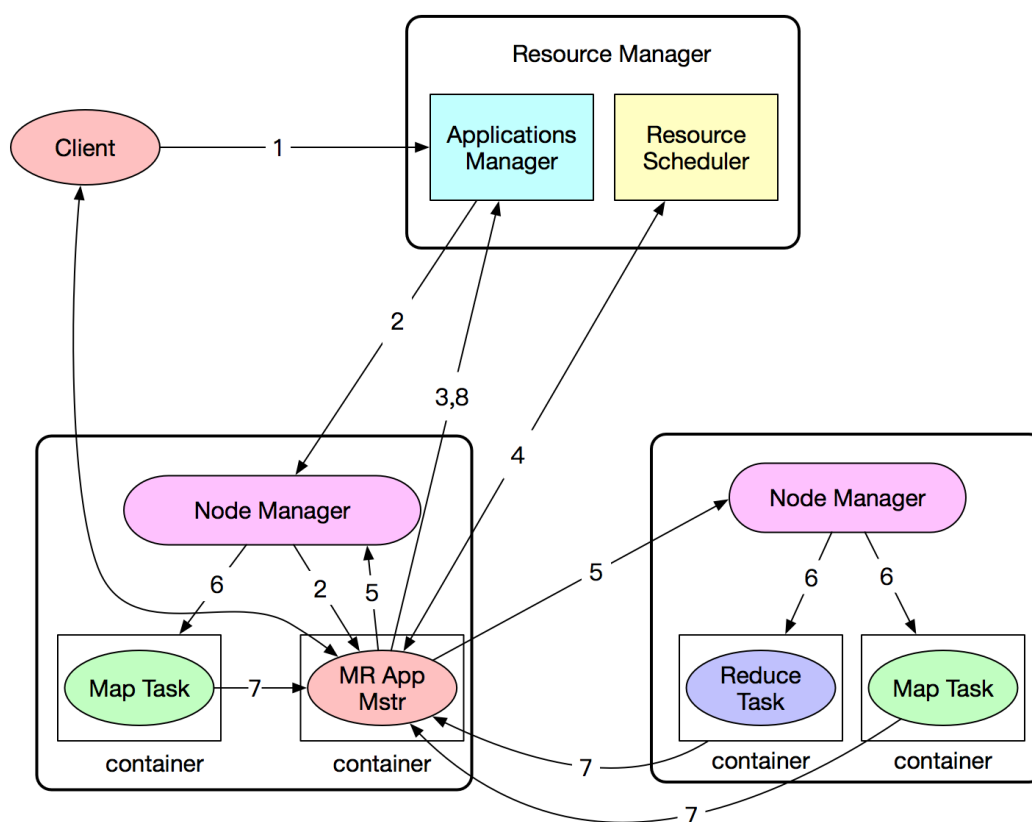 Resource Manager
Applications
Manager
Resource
Scheduler
Client
1
2
3,8
4
Node Manager
Node Manager
6
2
5
5
6
6
Map Task
7
MR App
Mstr
Reduce
Task
Map Task
container
container
container
container
7
7